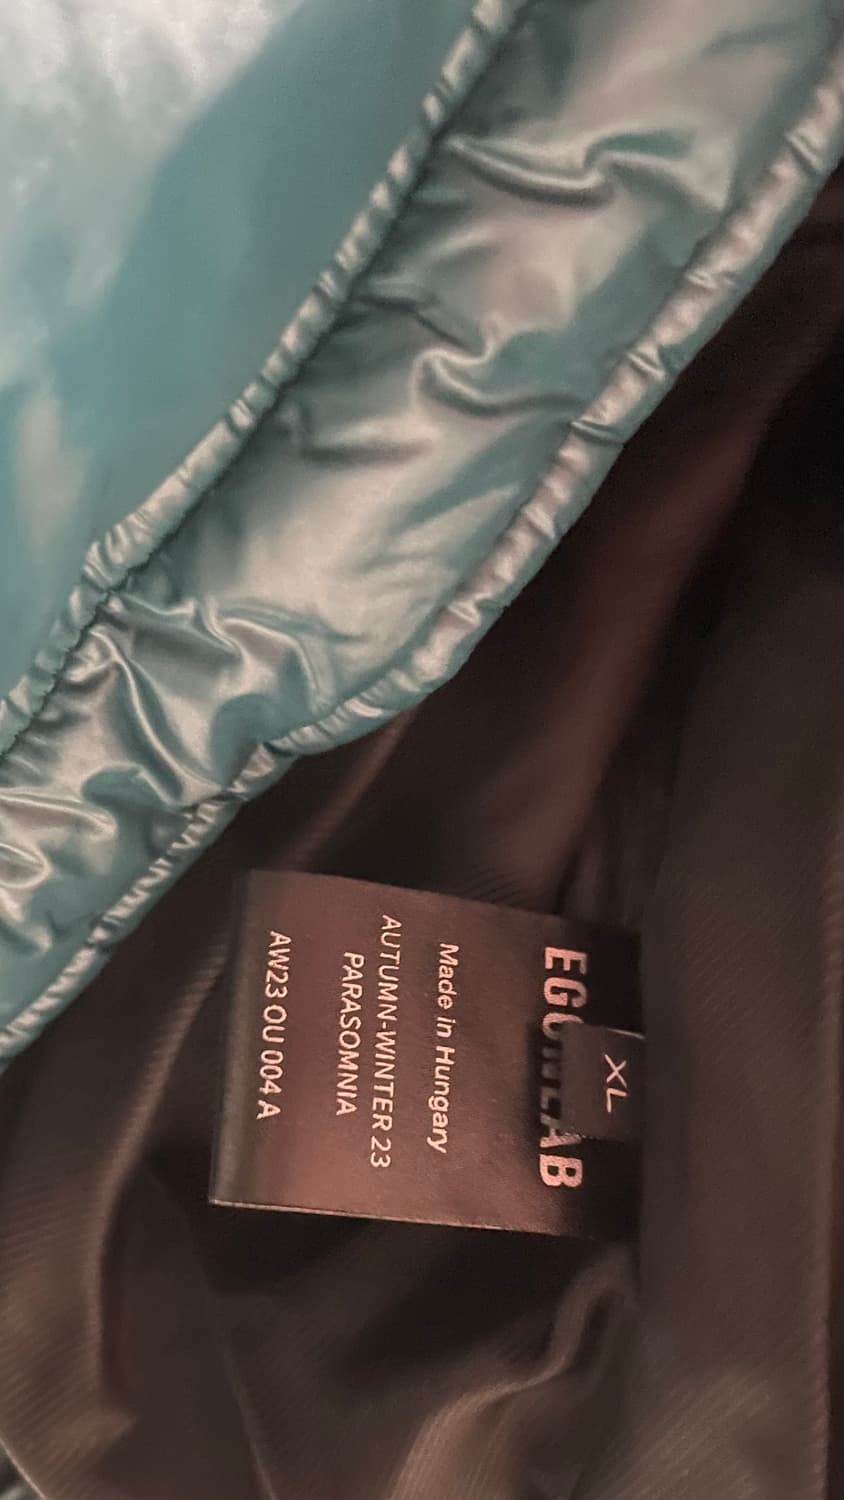 XL
Made in Hungary
AUTUMN-WINTER 23
PARASOMNIA
AW23 OU 004 A